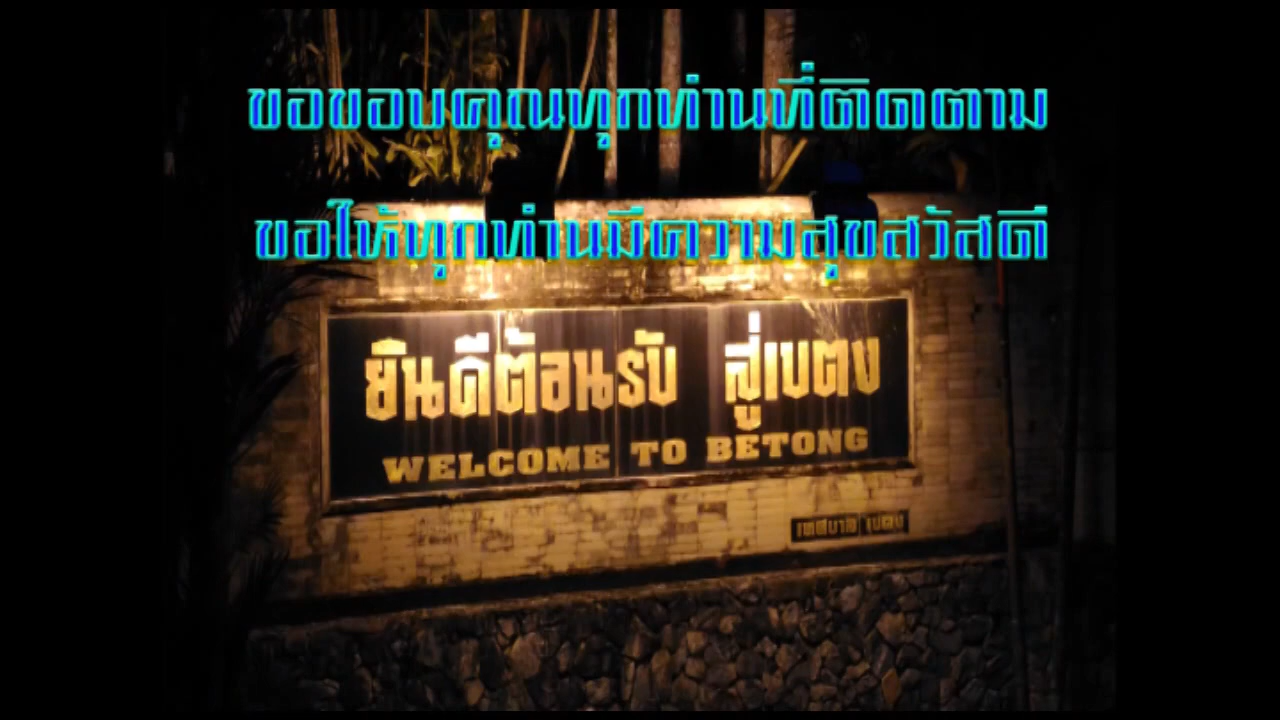 ขอขอบคุณทุกท่านที่ติดตาม
ขอให้ทุกท่านมีความสุขสวัสดี
ยินดีต้อนรับ สู่เบตง
WELCOME TO BETONG
เทศบาล เบตง